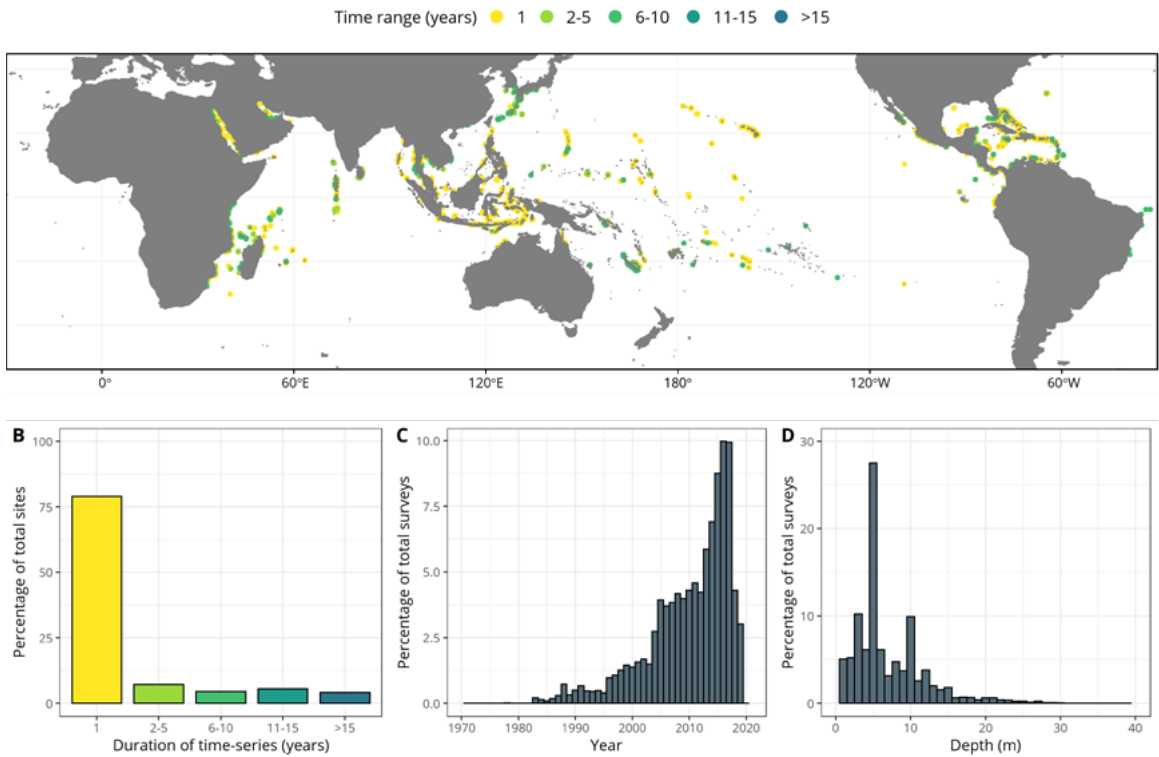 Time range (years) 1 2-5 6-10 11-15 >15
0° 60°E 120°E 180° 120°W 60°W
B
Percentage of total sites
100
75
50
25
0
1 2-5 6-10 11-15 >15
Duration of time-series (years)
C
Percentage of total surveys
10.0
7.5
5.0
2.5
0.0
1970 1980 1990 2000 2010 2020
Year
D
Percentage of total surveys
30
20
10
0
0 10 20 30 40
Depth (m)